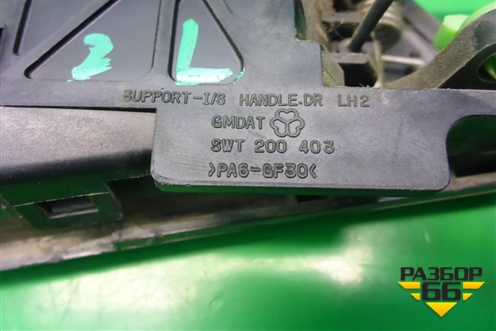 2 L
SUPPORT-I/S HANDLE.DR LH2
GMDAT
SWT 200 403
>PA6-GF30<
РАЗБОР
66